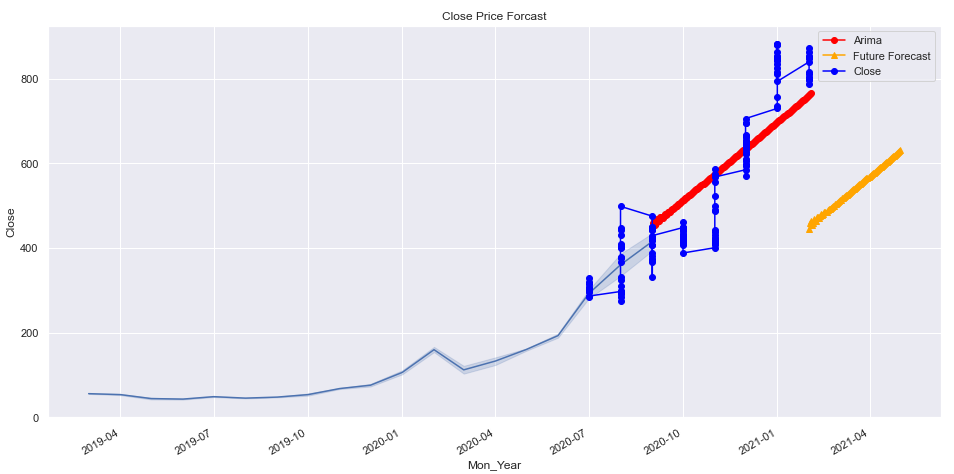 Close Price Forcast
Arima
Future Forecast
Close
Close
800
600
400
200
0
2019-04
2019-07
2019-10
2020-01
2020-04
2020-07
2020-10
2021-01
2021-04
Mon_Year